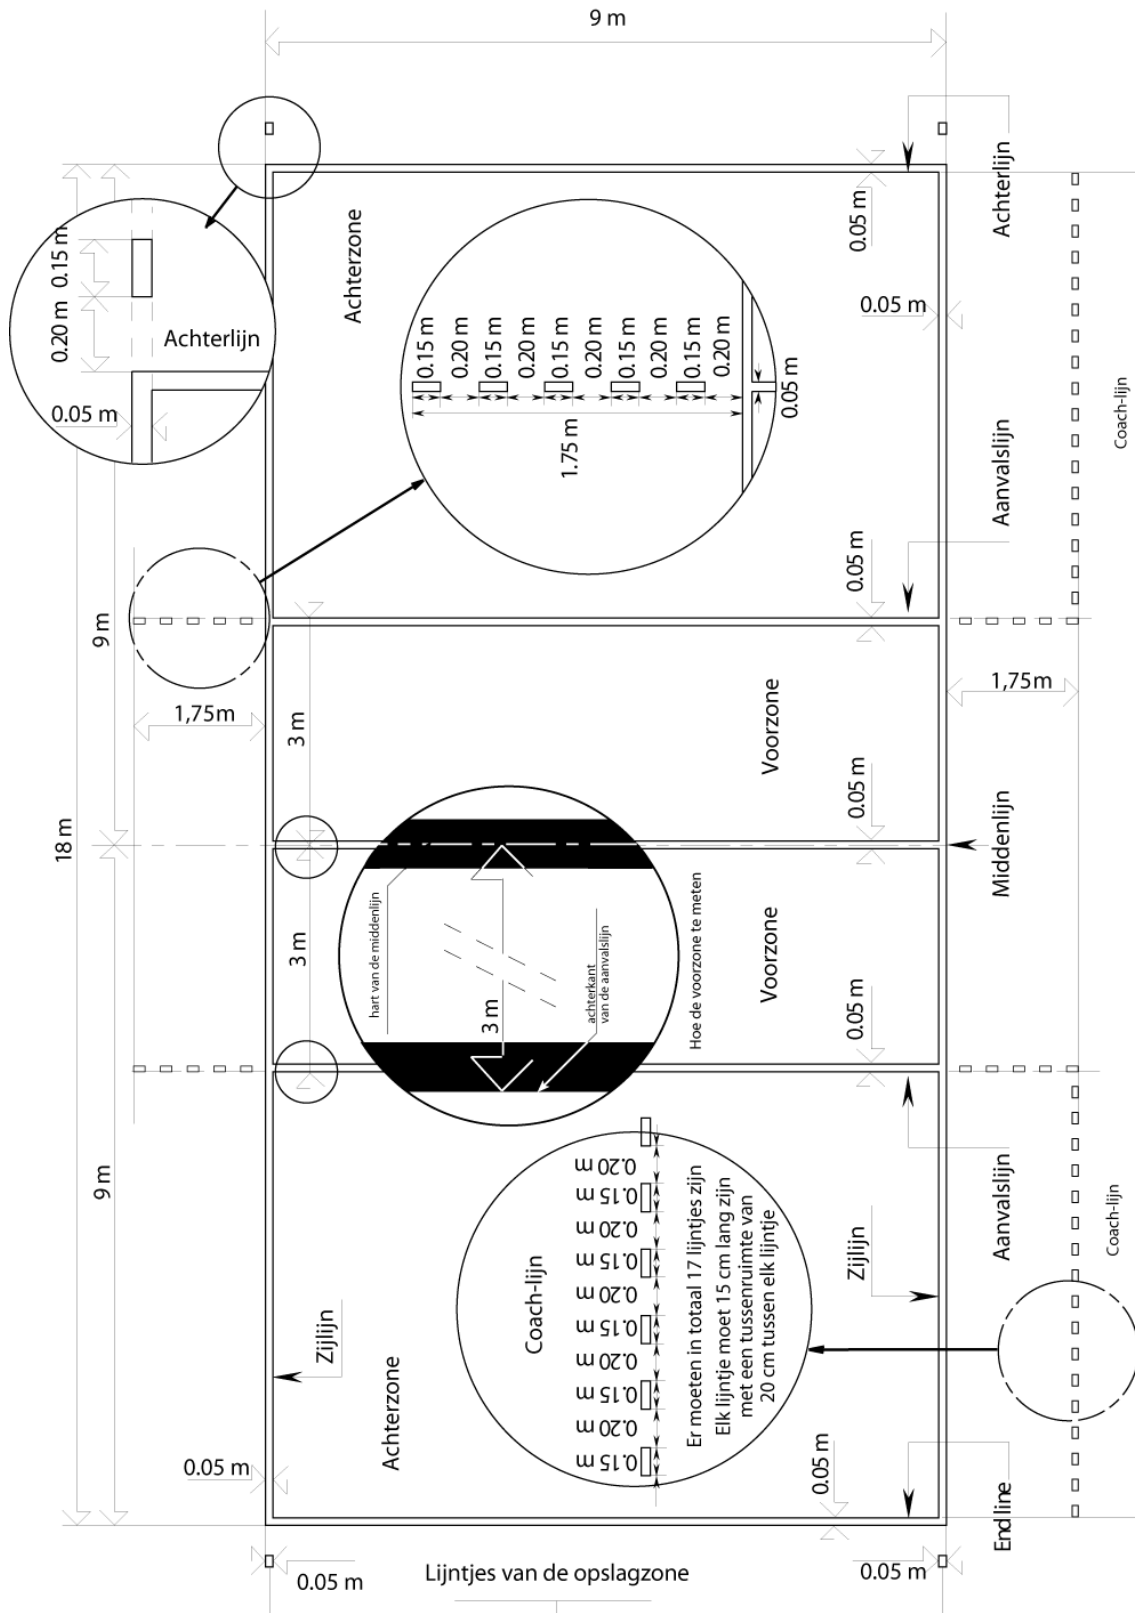 9 m
Achterlijn
0.15 m
0.20 m
Achterlijn
0.05 m
Achterzone
0.15 m
0.20 m
0.15 m
0.20 m
0.15 m
0.20 m
0.15 m
0.20 m
0.15 m
0.20 m
1.75 m
0.05 m
0.05 m
0.05 m
Coach-lijn
Aanvalslijn
0.05 m
9 m
1,75m
3 m
Voorzone
0.05 m
1,75m
18 m
Middenlijn
hart van de middenlijn
3 m
achterkant
van de aanvalslijn
Hoe de voorzone te meten
3 m
Voorzone
0.05 m
9 m
Aanvalslijn
Coach-lijn
Zijlijn
Zijlijn
Achterzone
Coach-lijn
0.20 m
0.15 m
0.20 m
0.15 m
0.20 m
0.15 m
0.20 m
0.15 m
0.20 m
0.15 m
Er moeten in totaal 17 lijntjes zijn
Elk lijntje moet 15 cm lang zijn
met een tussenruimte van
20 cm tussen elk lijntje
0.05 m
0.05 m
End line
0.05 m
Lijntjes van de opslagzone
0.05 m